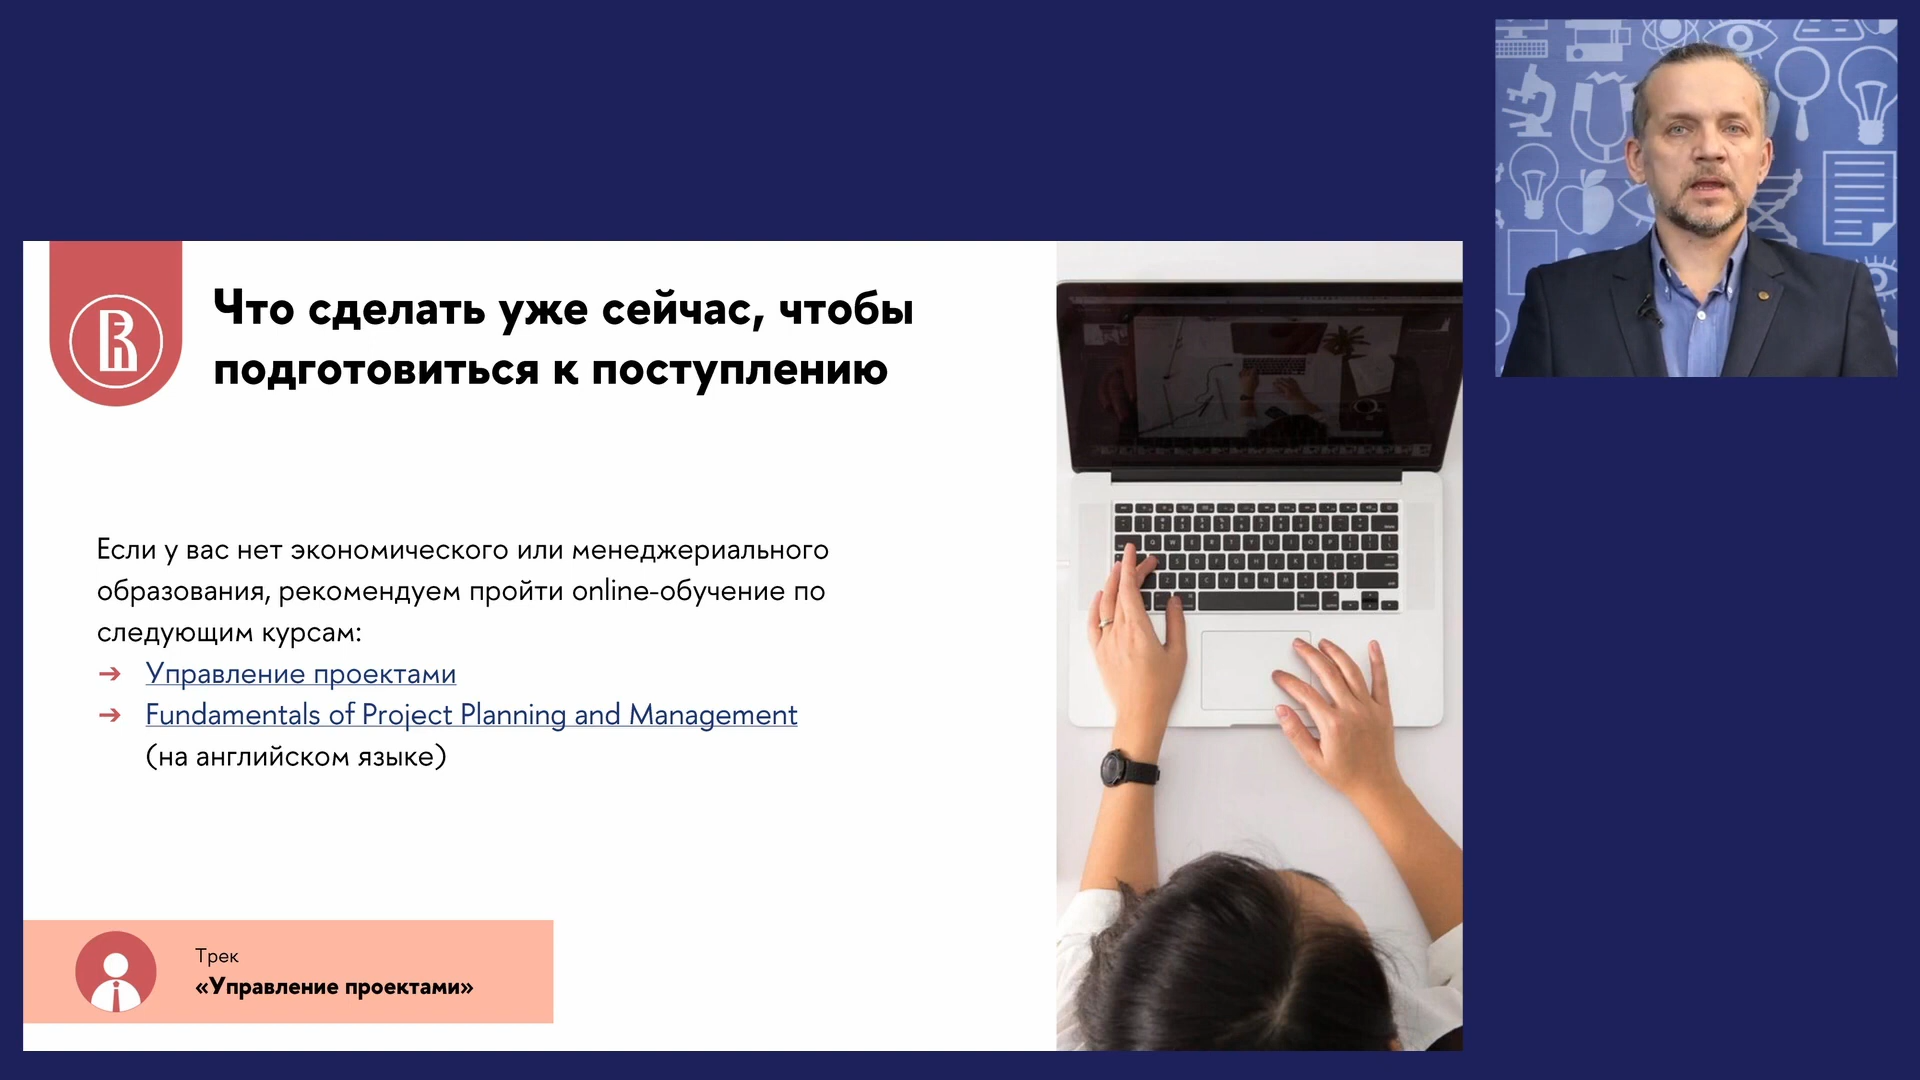 Что сделать уже сейчас, чтобы
подготовиться к поступлению
Если у вас нет экономического или менеджериального
образования, рекомендуем пройти online-обучение по
следующим курсам:
➔ Управление проектами
➔ Fundamentals of Project Planning and Management
(на английском языке)
Трек
«Управление проектами»